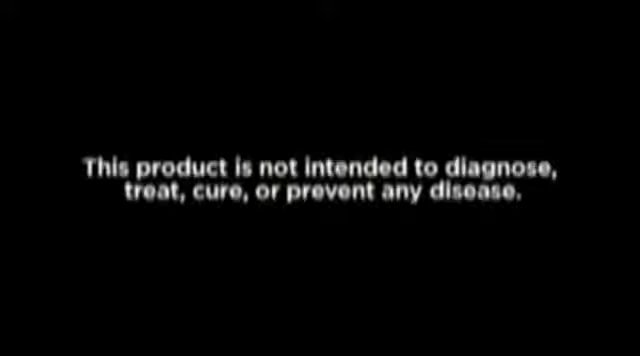 This product is not intended to diagnose,
treat, cure, or prevent any disease.